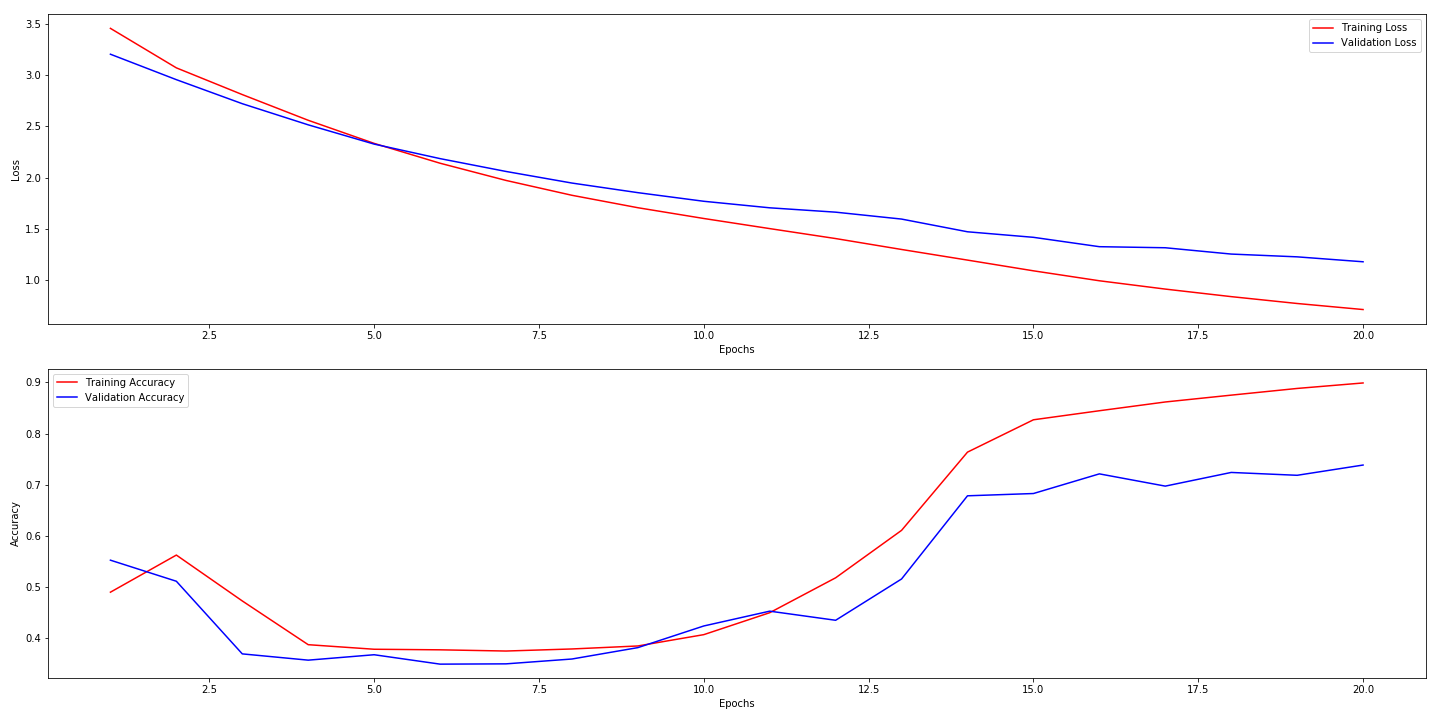 3.5
3.0
2.5
2.0
1.5
1.0
Loss
Training Loss
Validation Loss
2.5 5.0 7.5 10.0 12.5 15.0 17.5 20.0
Epochs
0.9
0.8
0.7
0.6
0.5
0.4
Accuracy
Training Accuracy
Validation Accuracy
2.5 5.0 7.5 10.0 12.5 15.0 17.5 20.0
Epochs